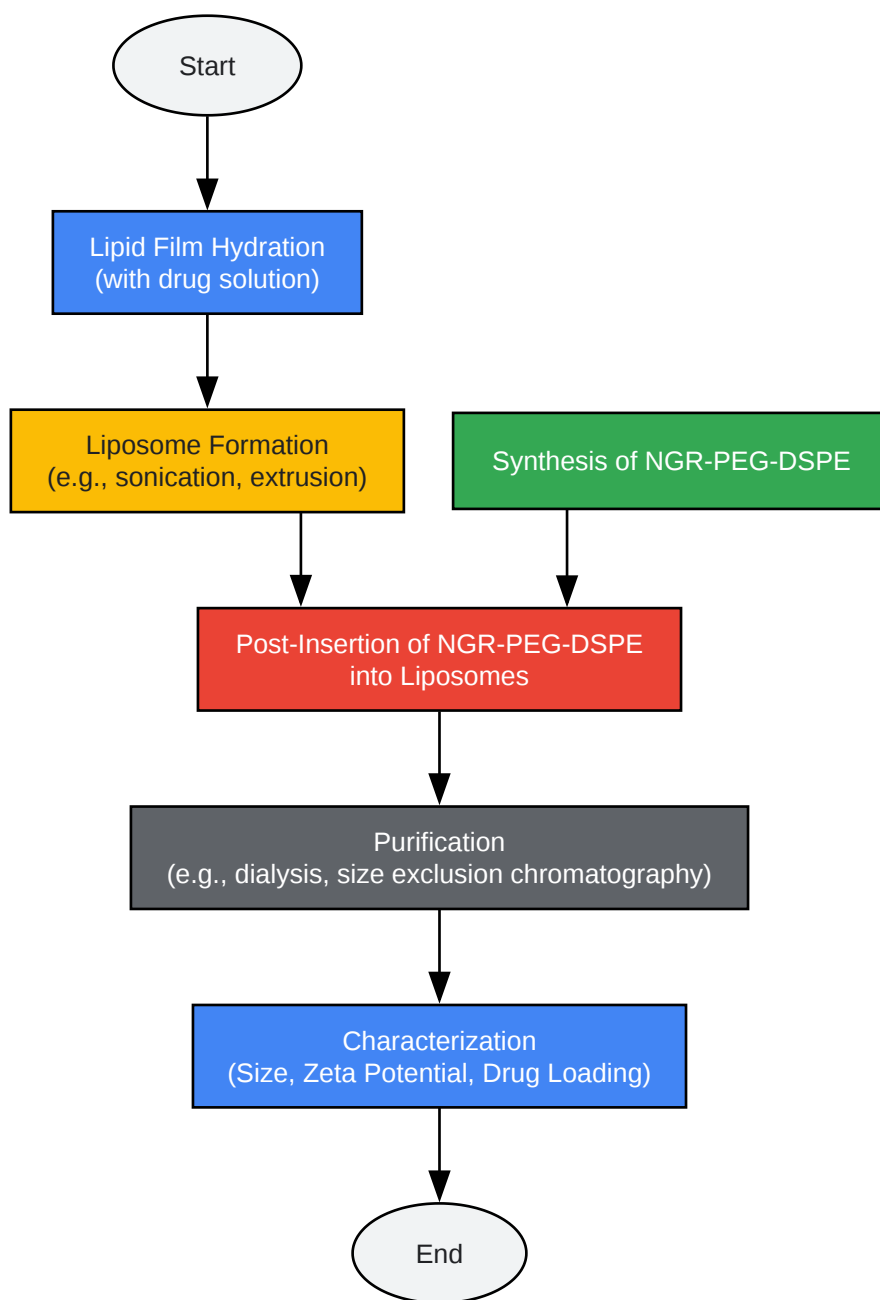 Start
Lipid Film Hydration
(with drug solution)
Liposome Formation
(e.g., sonication, extrusion)
Synthesis of NGR-PEG-DSPE
Post-Insertion of NGR-PEG-DSPE
into Liposomes
Purification
(e.g., dialysis, size exclusion chromatography)
Characterization
(Size, Zeta Potential, Drug Loading)
End